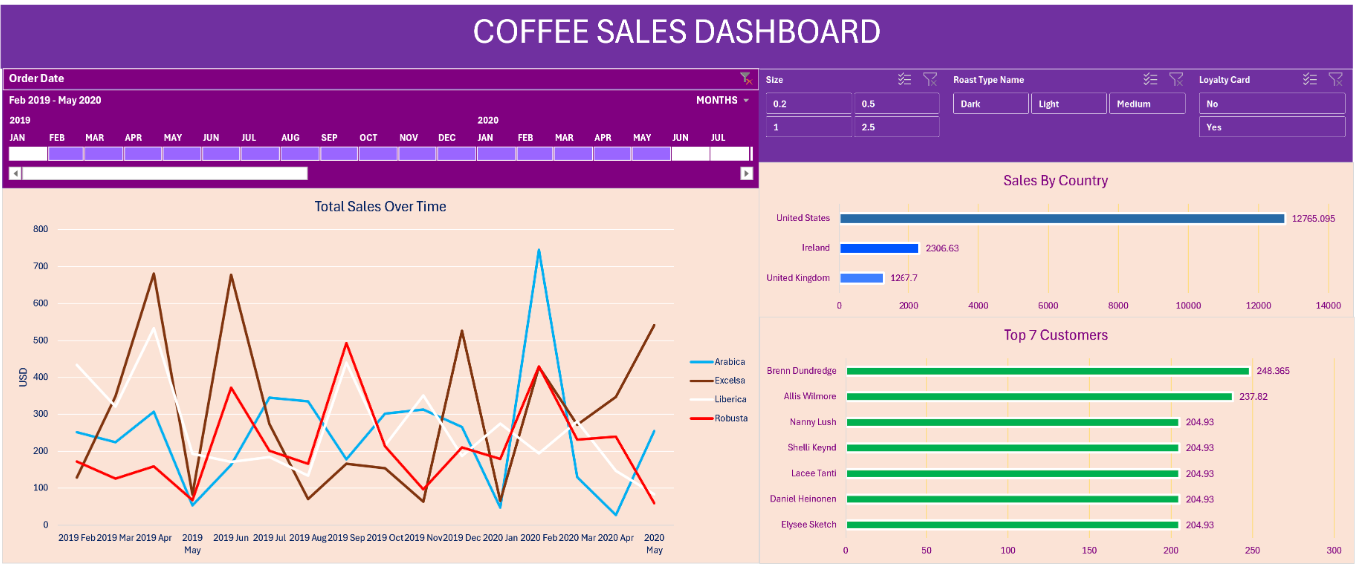 COFFEE SALES DASHBOARD
Order Date
Feb 2019 - May 2020
MONTHS
2019 2020
JAN FEB MAR APR MAY JUN JUL AUG SEP OCT NOV DEC JAN FEB MAR APR MAY JUN JUL
Size
0.2 0.5
1 2.5
Roast Type Name
Dark Light Medium
Loyalty Card
No
Yes
Total Sales Over Time
800
700
600
500
400
300
200
100
0
USD
2019 Feb 2019 Mar 2019 Apr 2019 May 2019 Jun 2019 Jul 2019 Aug 2019 Sep 2019 Oct 2019 Nov 2019 Dec 2020 Jan 2020 Feb 2020 Mar 2020 Apr 2020 May
Arabica
Excelsa
Liberica
Robusta
Sales By Country
United States 12765.095
Ireland 2306.63
United Kingdom 1267.7
0 2000 4000 6000 8000 10000 12000 14000
Top 7 Customers
Brenn Dundredge 248.365
Allis Wilmore 237.82
Nanny Lush 204.93
Shelli Keynd 204.93
Lacee Tanti 204.93
Daniel Heinonen 204.93
Elysee Sketch 204.93
0 50 100 150 200 250 300